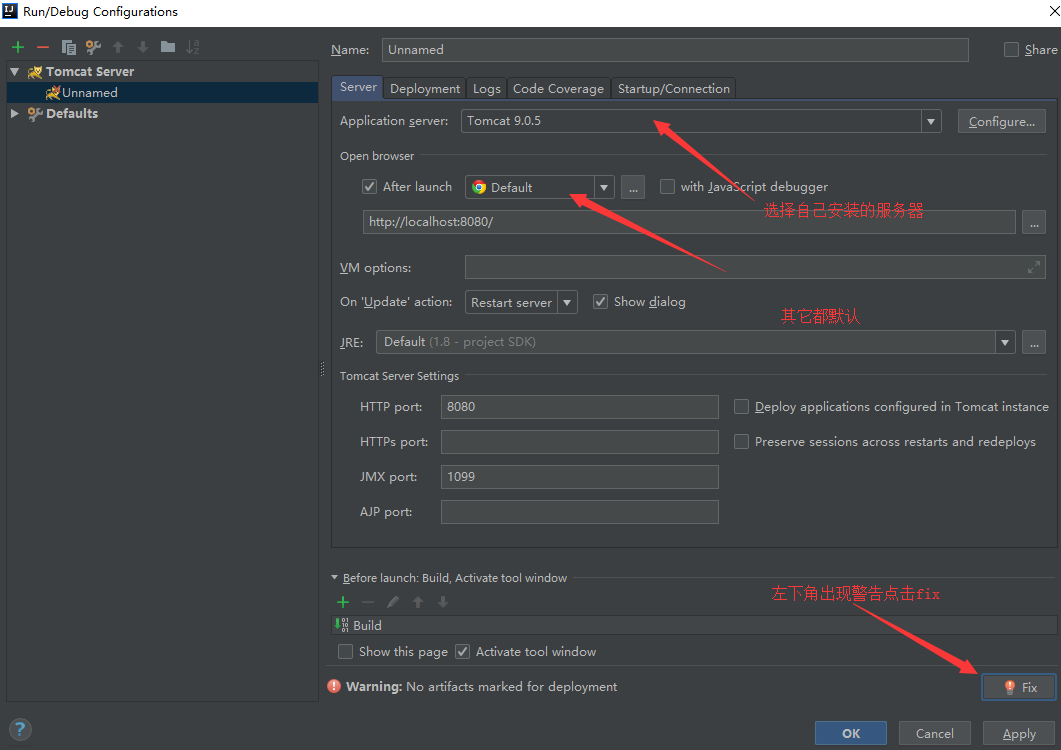 Run/Debug Configurations
Name: Unnamed Share
Tomcat Server
Unnamed
Defaults
Server Deployment Logs Code Coverage Startup/Connection
Application server: Tomcat 9.0.5 Configure...
Open browser
After launch Default ... with JavaScript debugger
选择自己安装的服务器
http://localhost:8080/ ...
VM options:
On 'Update' action: Restart server Show dialog
其它都默认
JRE: Default (1.8 - project SDK) ...
Tomcat Server Settings
HTTP port: 8080 Deploy applications configured in Tomcat instance
HTTPs port: Preserve sessions across restarts and redeploys
JMX port: 1099
AJP port:
Before launch: Build, Activate tool window
左下角出现警告点击fix
Build
Show this page Activate tool window
Warning: No artifacts marked for deployment Fix
? OK Cancel Apply